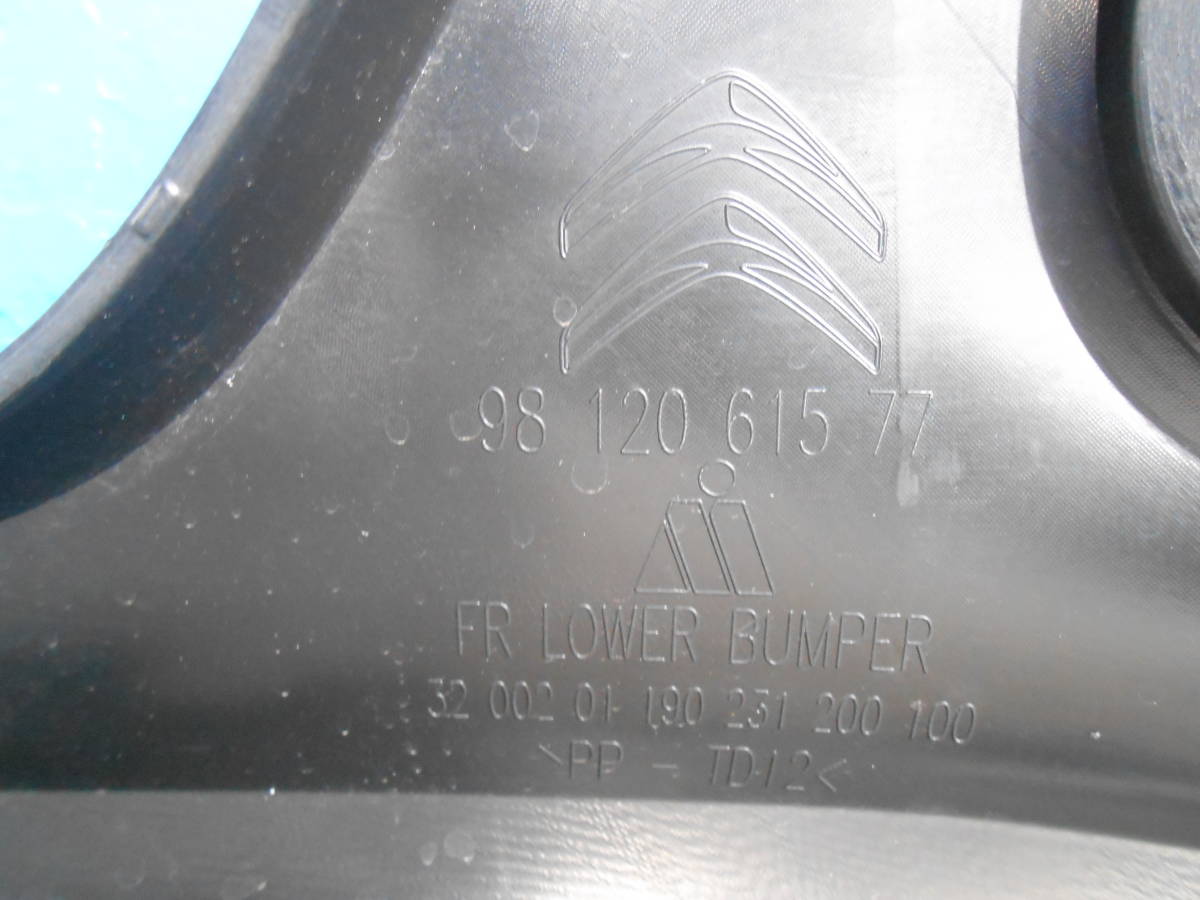 98 120 615 77
FR LOWER BUMPER
32 002 01 190 231 200 100
>PP - TD12<